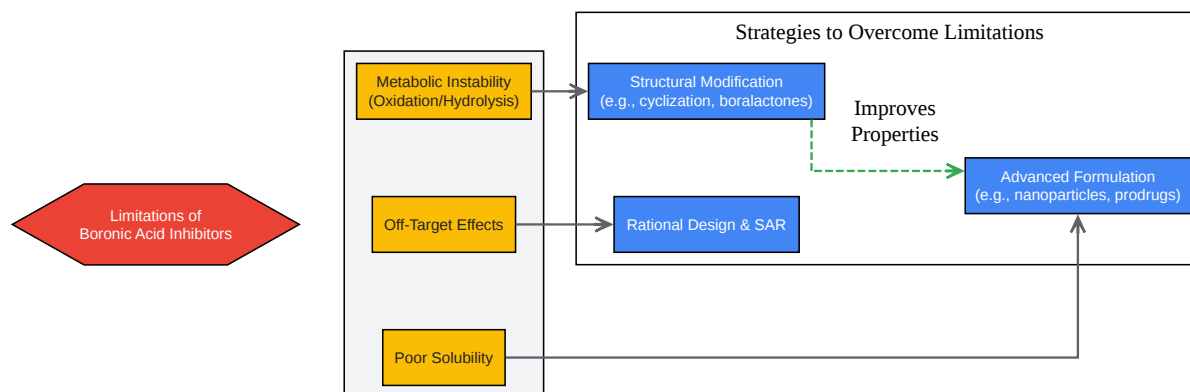 Strategies to Overcome Limitations
Metabolic Instability
(Oxidation/Hydrolysis)
Structural Modification
(e.g., cyclization, boralactones)
Improves
Properties
Advanced Formulation
(e.g., nanoparticles, prodrugs)
Limitations of
Boronic Acid Inhibitors
Off-Target Effects
Rational Design & SAR
Poor Solubility